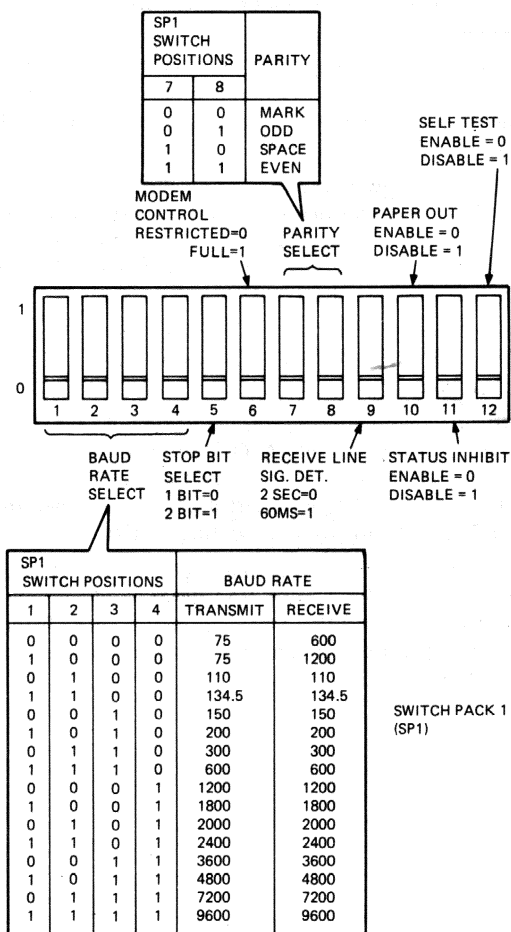 SP1
SWITCH
POSITIONS PARITY
7 8
0 0 MARK
0 1 ODD
1 0 SPACE
1 1 EVEN
SELF TEST
ENABLE = 0
DISABLE = 1
MODEM
CONTROL
RESTRICTED=0
FULL=1
PARITY
SELECT
PAPER OUT
ENABLE = 0
DISABLE = 1
1
0
1 2 3 4 5 6 7 8 9 10 11 12
BAUD
RATE
SELECT
STOP BIT
SELECT
1 BIT=0
2 BIT=1
RECEIVE LINE
SIG. DET.
2 SEC=0
60MS=1
STATUS INHIBIT
ENABLE = 0
DISABLE = 1
SP1
SWITCH POSITIONS BAUD RATE
1 2 3 4 TRANSMIT RECEIVE
0 0 0 0 75 600
1 0 0 0 75 1200
0 1 0 0 110 110
1 1 0 0 134.5 134.5
0 0 1 0 150 150
1 0 1 0 200 200
0 1 1 0 300 300
1 1 1 0 600 600
0 0 0 1 1200 1200
1 0 0 1 1800 1800
0 1 0 1 2000 2000
1 1 0 1 2400 2400
0 0 1 1 3600 3600
1 0 1 1 4800 4800
0 1 1 1 7200 7200
1 1 1 1 9600 9600
SWITCH PACK 1
(SP1)